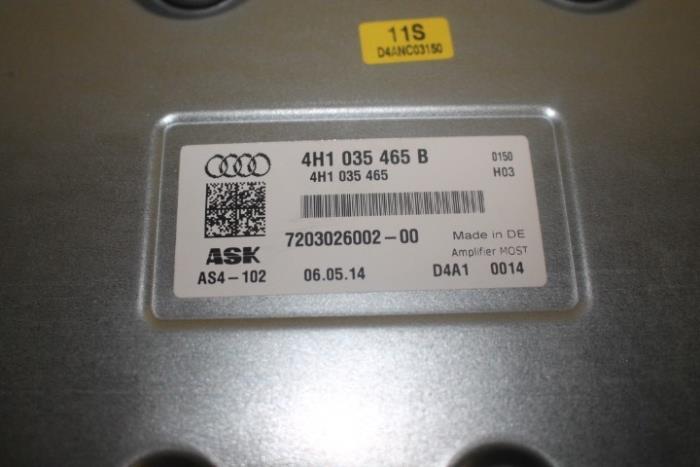 11S
D4ANC03150
4H1 035 465 B
0150
4H1 035 465
H03
7203026002-00
Made in DE
ASK
Amplifier MOST
AS4-102
06.05.14
D4A1 0014